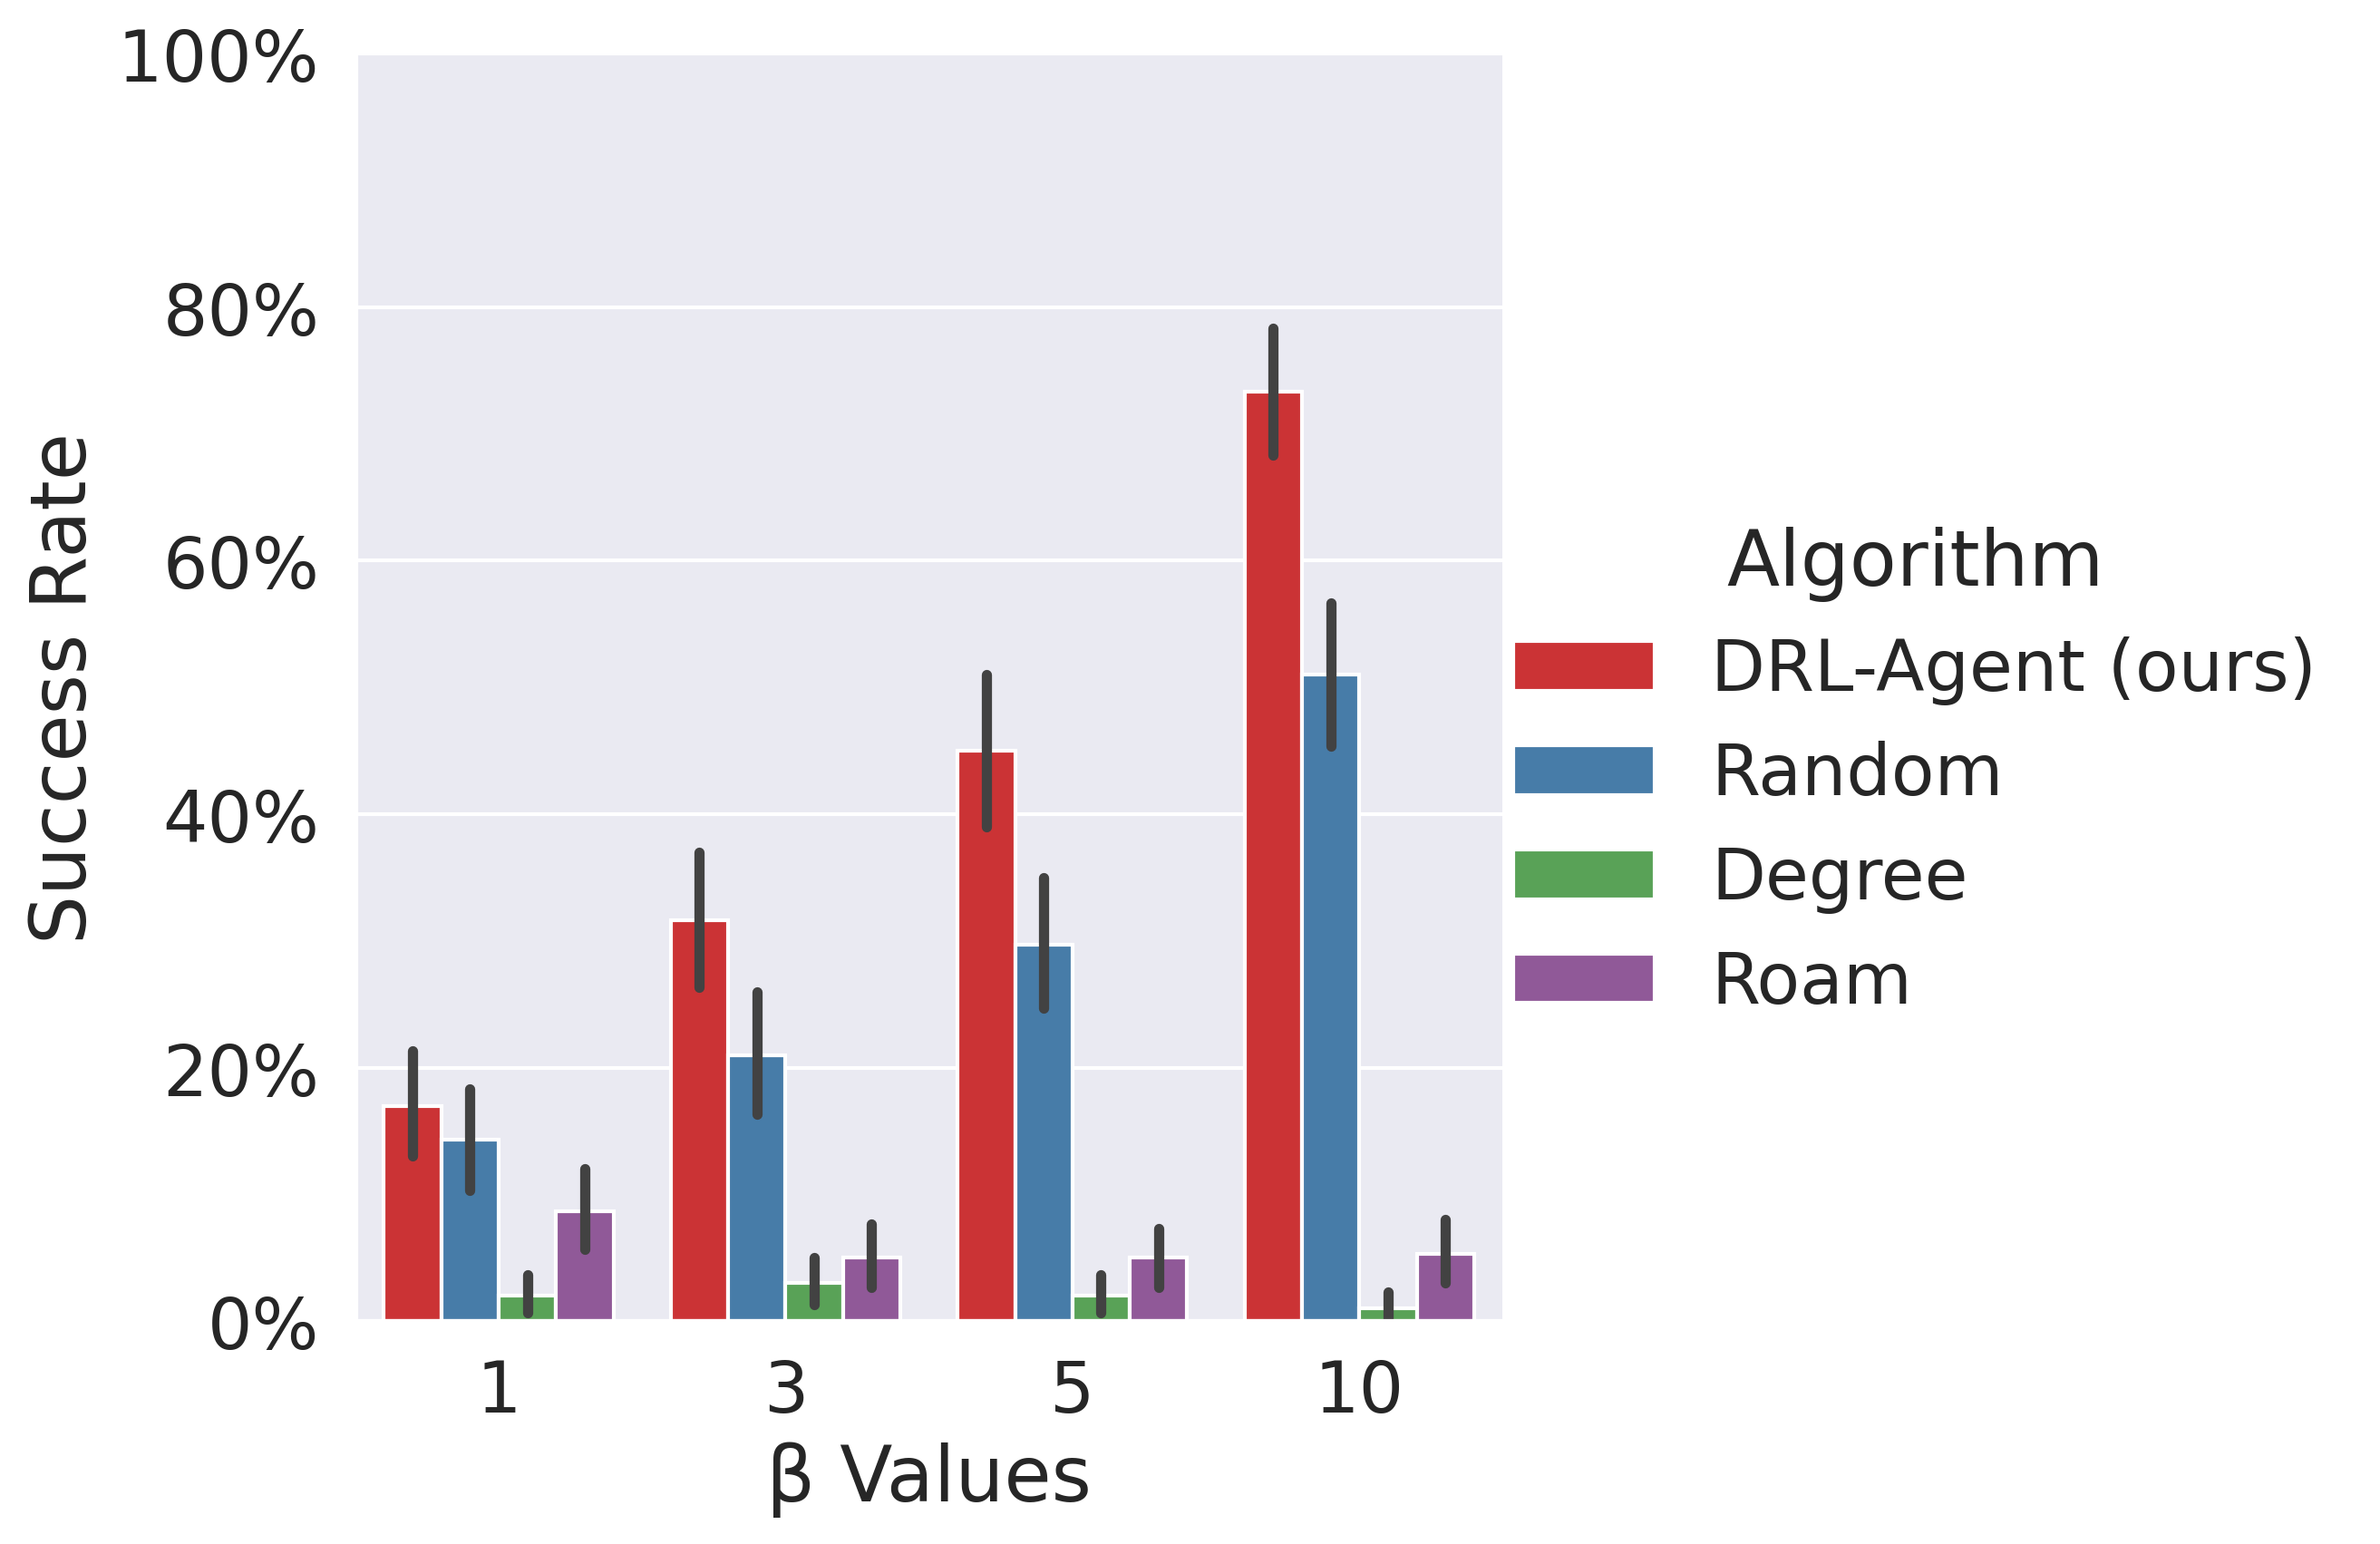 100%
80%
60%
40%
20%
0%
Success Rate
1 3 5 10
β Values
Algorithm
DRL-Agent (ours)
Random
Degree
Roam